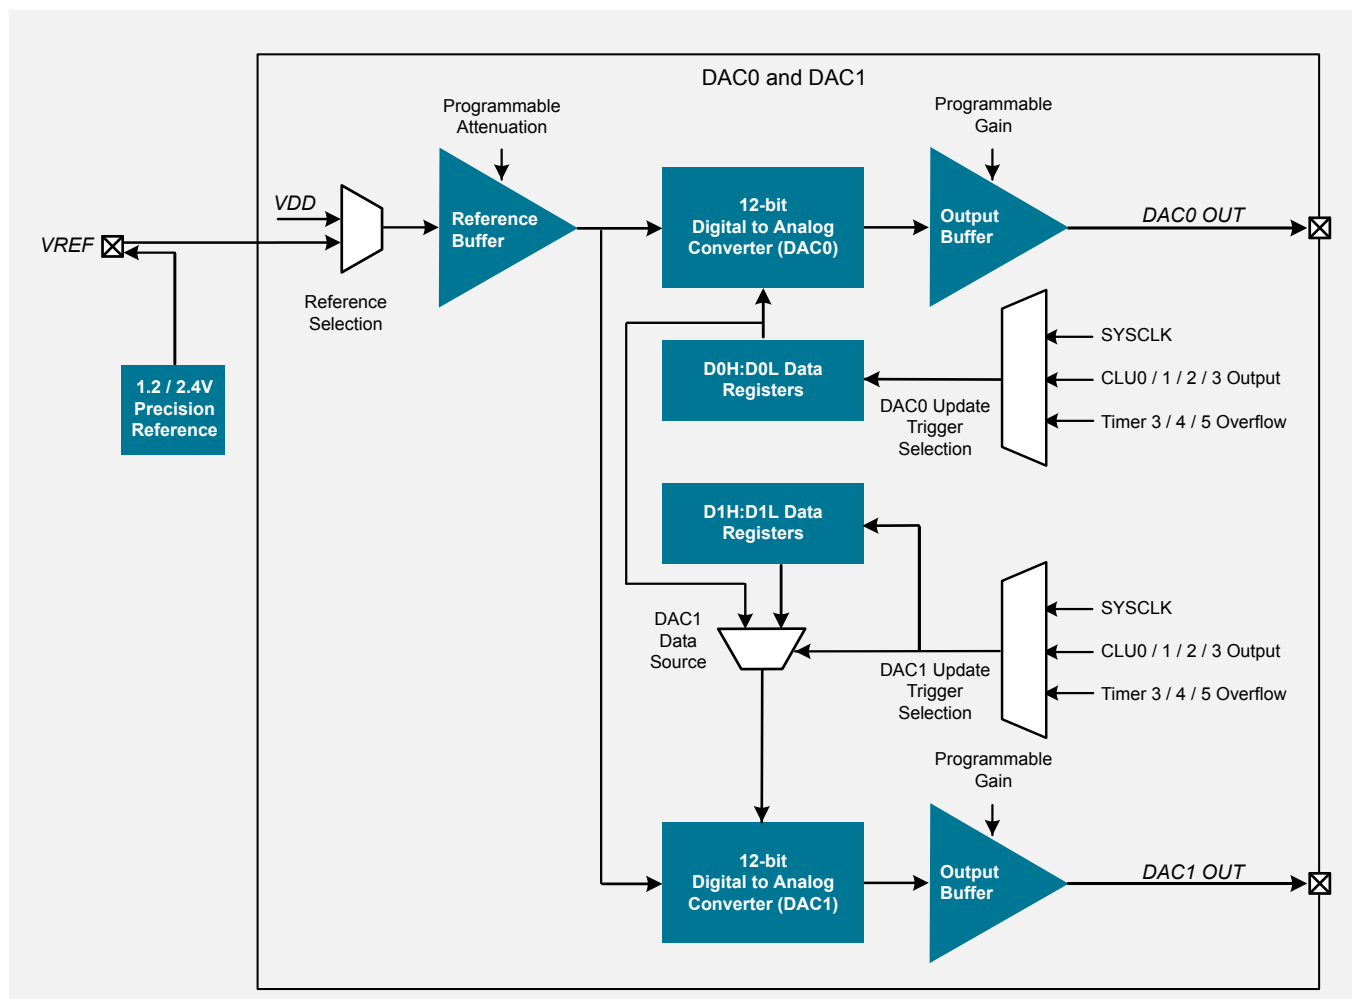 DAC0 and DAC1
Programmable
Attenuation
Programmable
Gain
VDD
VREF
Reference
Buffer
12-bit
Digital to Analog
Converter (DAC0)
Output
Buffer
DAC0 OUT
Reference
Selection
1.2 / 2.4V
Precision
Reference
D0H:D0L Data
Registers
DAC0 Update
Trigger
Selection
SYSCLK
CLU0 / 1 / 2 / 3 Output
Timer 3 / 4 / 5 Overflow
D1H:D1L Data
Registers
DAC1
Data
Source
DAC1 Update
Trigger
Selection
SYSCLK
CLU0 / 1 / 2 / 3 Output
Timer 3 / 4 / 5 Overflow
Programmable
Gain
12-bit
Digital to Analog
Converter (DAC1)
Output
Buffer
DAC1 OUT